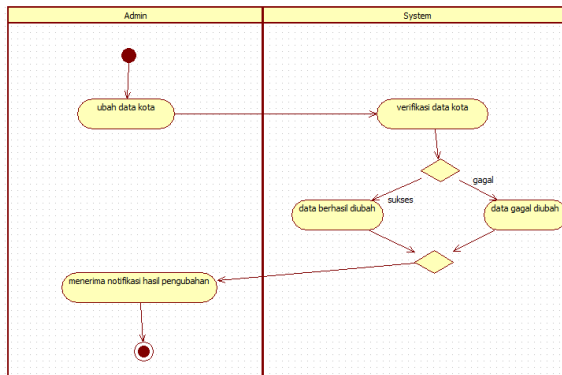 Admin
System
ubah data kota
verifikasi data kota
gagal
sukses
data berhasil diubah
data gagal diubah
menerima notifikasi hasil pengubahan